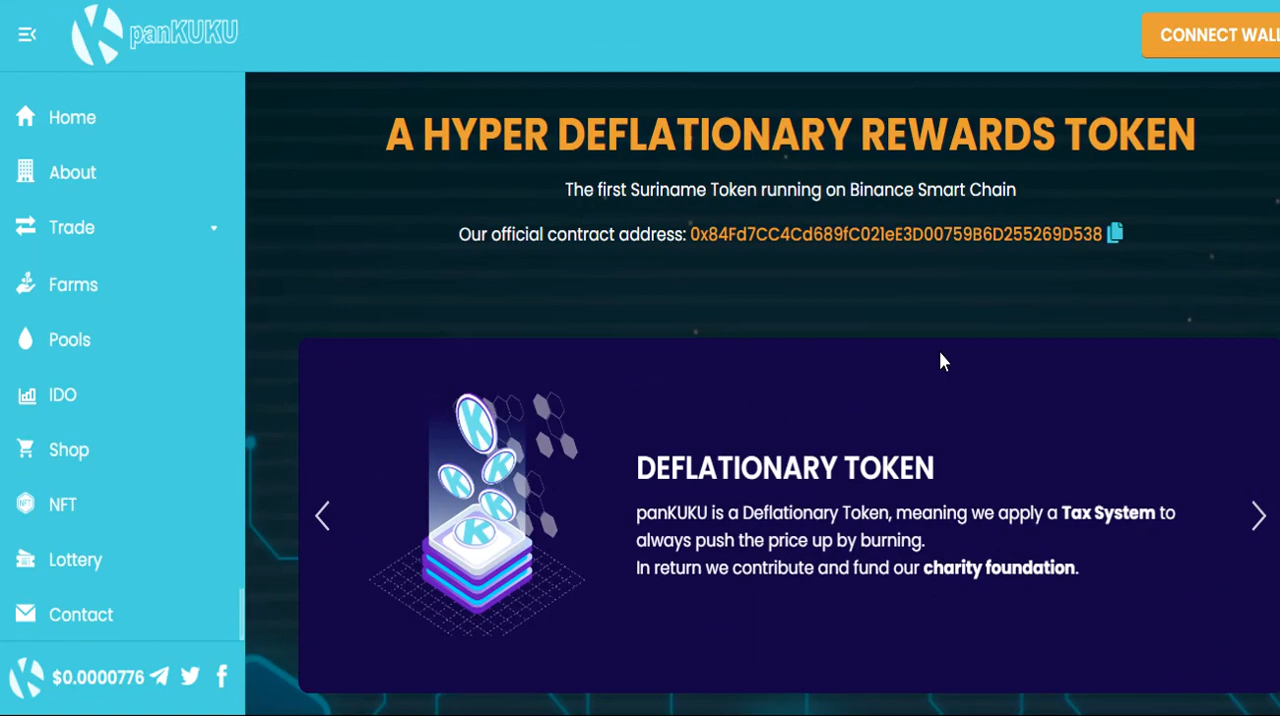 panKUKU
CONNECT WALL
Home
About
Trade
Farms
Pools
IDO
Shop
NFT
Lottery
Contact
$0.0000776
A HYPER DEFLATIONARY REWARDS TOKEN
The first Suriname Token running on Binance Smart Chain
Our official contract address: 0x84Fd7CC4Cd689fC021eE3D00759B6D255269D538
DEFLATIONARY TOKEN
panKUKU is a Deflationary Token, meaning we apply a Tax System to
always push the price up by burning.
In return we contribute and fund our charity foundation.